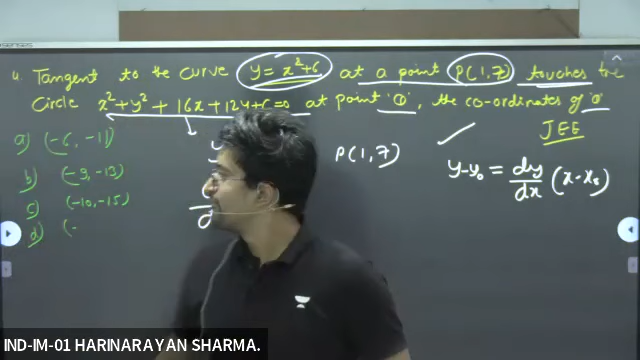 4. Tangent to the curve y = x²+6 at a point P(1,7) touches the
Circle x²+y² + 16x + 12y+c=0 at point 'Q', the co-ordinates of 'Q'
JEE
a) (-6, -11)
b) (-9, -13)
c) (-10, -15)
d) (-
P(1,7)
y-y₀ = dy/dx (x-x₀)
IND-IM-01 HARINARAYAN SHARMA.